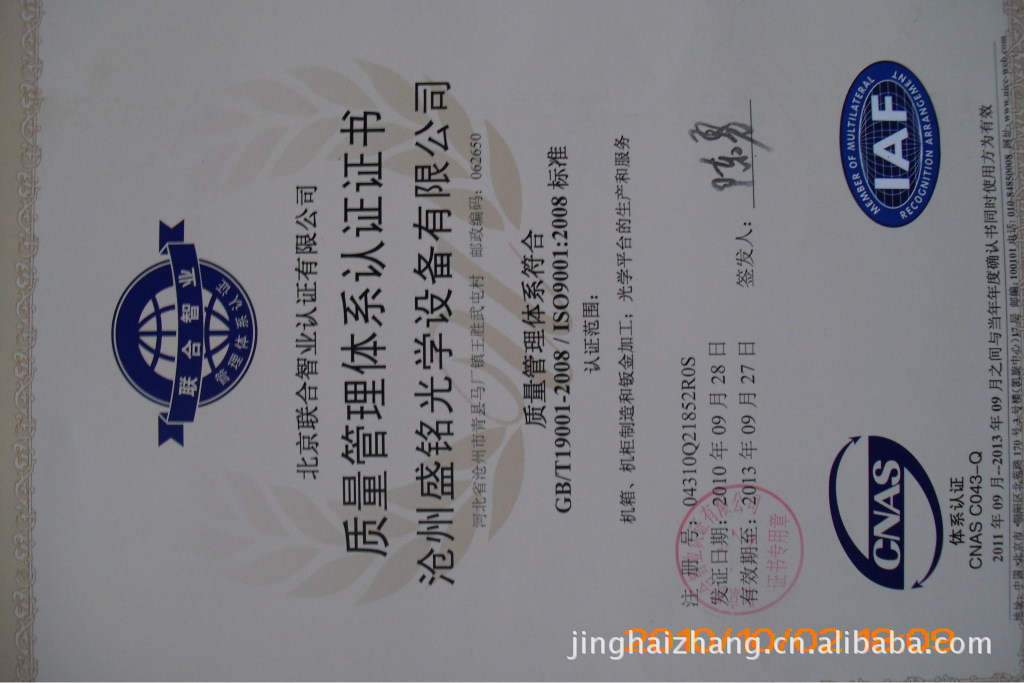 联合智业
管理体系认证
北京联合智业认证有限公司
质量管理体系认证证书
沧州盛铭光学设备有限公司
河北省沧州市青县马厂镇王胜武屯村 邮政编码：062650
质量管理体系符合
GB/T19001-2008 / ISO9001:2008 标准
认证范围：
机箱、机柜制造和钣金加工；光学平台的生产和服务
注 册 号：04310Q21852R0S
发证日期：2010 年 09 月 28 日
有效期至：2013 年 09 月 27 日
签发人：
证书专用章
CNAS
体系认证
CNAS C043-Q
MEMBER OF MULTILATERAL
IAF
RECOGNITION ARRANGEMENT
2011 年 09 月--2013 年 09 月之间与当年年度确认书同时使用方为有效
2010/10/02
jinghaizhang.cn.alibaba.com